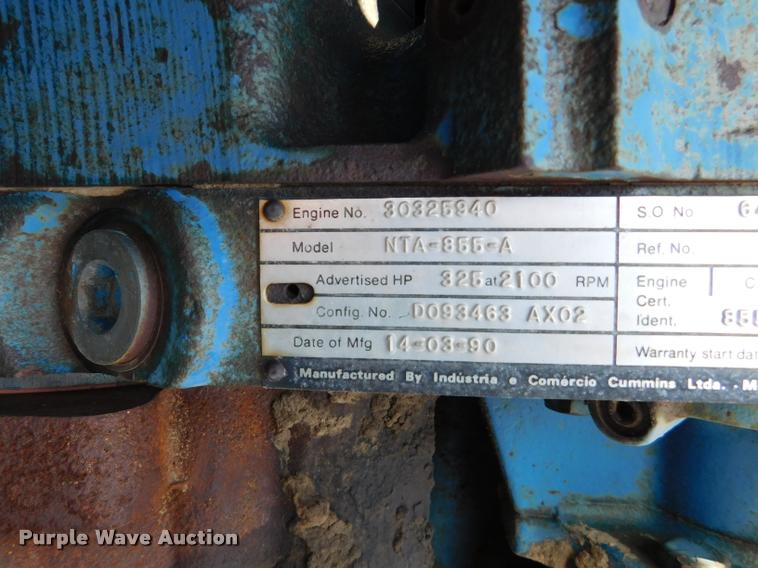 Engine No. 30325940 S.O No 64
Model NTA-855-A Ref. No.
Advertised HP 325 at 2100 RPM Engine C
Config. No. D093463 AX02 Cert. Ident. 855
Date of Mfg 14-03-90 Warranty start dat
Manufactured By Indústria e Comércio Cummins Ltda. - M
Purple Wave Auction